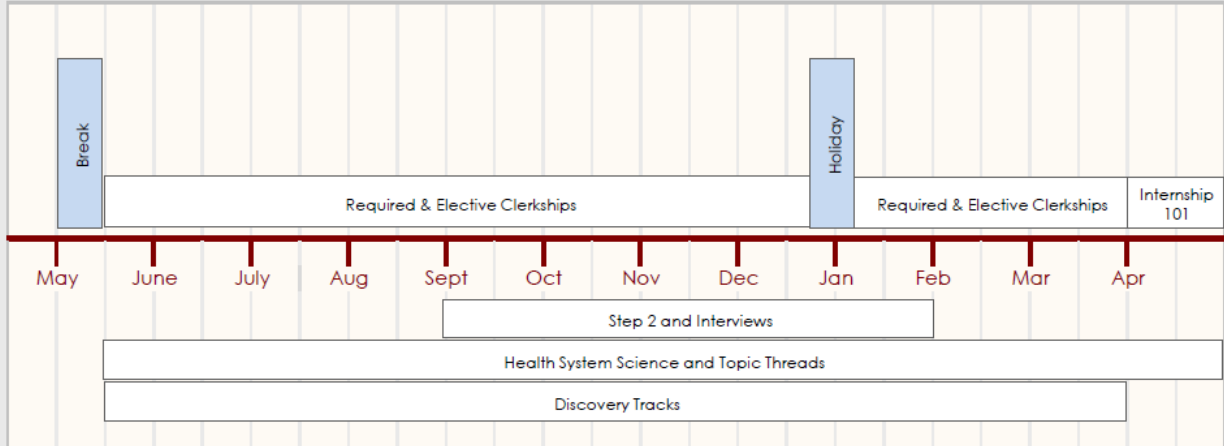 Break
Holiday
Required & Elective Clerkships
Required & Elective Clerkships
Internship
101
May June July Aug Sept Oct Nov Dec Jan Feb Mar Apr
Step 2 and Interviews
Health System Science and Topic Threads
Discovery Tracks